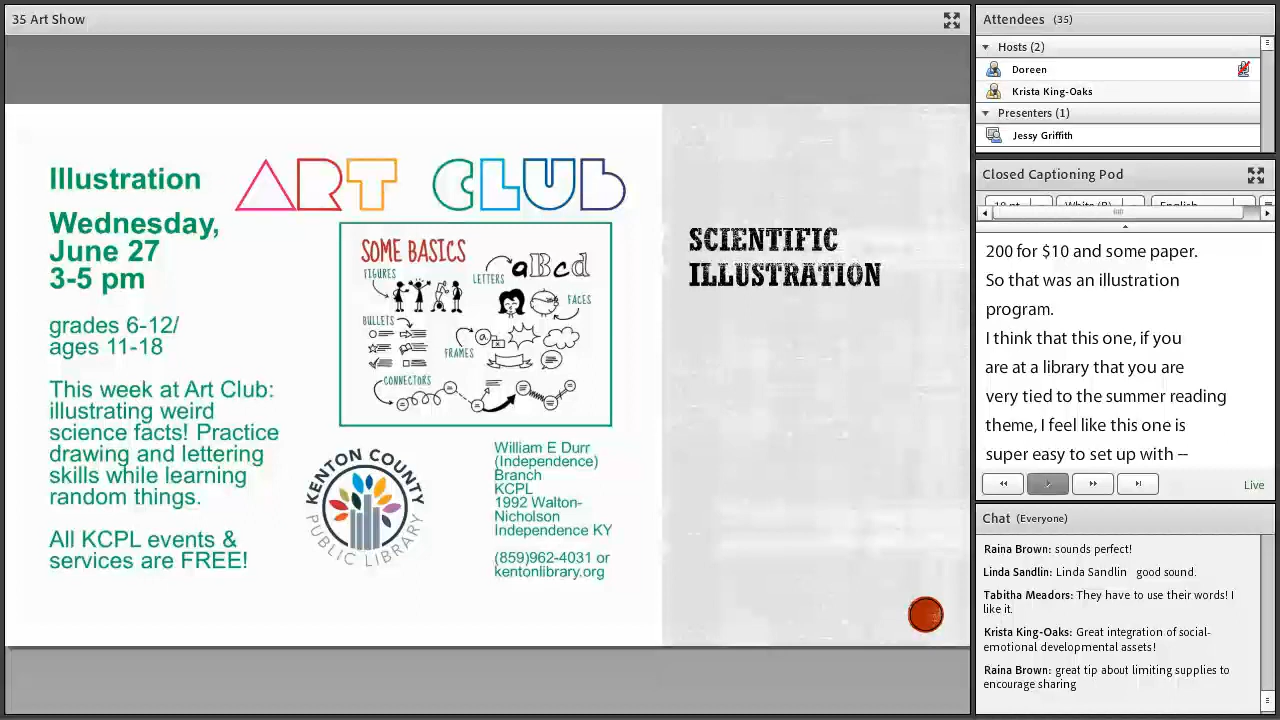 35 Art Show
Illustration
ART CLUB
Wednesday,
June 27
3-5 pm
grades 6-12/
ages 11-18
This week at Art Club:
illustrating weird
science facts! Practice
drawing and lettering
skills while learning
random things.
All KCPL events &
services are FREE!
SOME BASICS
FIGURES
LETTERS
aBcd
FACES
BULLETS
FRAMES
CONNECTORS
KENTON COUNTY
PUBLIC LIBRARY
William E Durr
(Independence)
Branch
KCPL
1992 Walton-
Nicholson
Independence KY
(859)962-4031 or
kentonlibrary.org
SCIENTIFIC
ILLUSTRATION
Attendees (35)
Hosts (2)
Doreen
Krista King-Oaks
Presenters (1)
Jessy Griffith
Closed Captioning Pod
200 for $10 and some paper.
So that was an illustration
program.
I think that this one, if you
are at a library that you are
very tied to the summer reading
theme, I feel like this one is
super easy to set up with --
Live
Chat (Everyone)
Raina Brown: sounds perfect!
Linda Sandlin: Linda Sandlin good sound.
Tabitha Meadors: They have to use their words! I
like it.
Krista King-Oaks: Great integration of social-
emotional developmental assets!
Raina Brown: great tip about limiting supplies to
encourage sharing